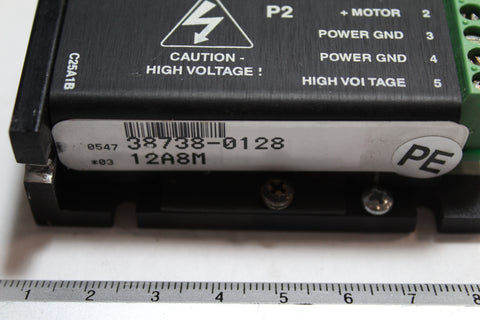 P2
+ MOTOR 2
POWER GND 3
POWER GND 4
HIGH VOLTAGE 5
CAUTION -
HIGH VOLTAGE !
C25A1B
0547 38738-0128
*03 12A8M
PE
1 2 3 4 5 6 7 8